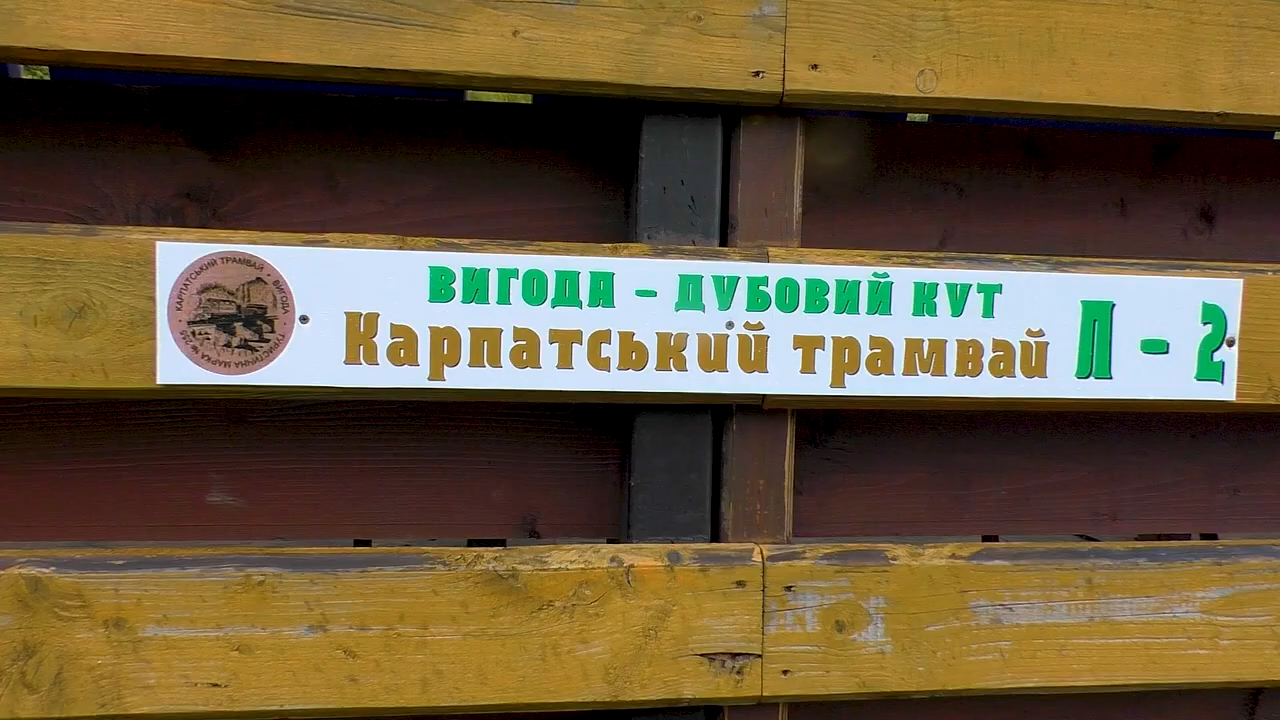 КАРПАТСЬКИЙ ТРАМВАЙ • ВИГОДА •
ВИГОДА – ДУБОВИЙ КУТ
Карпатський трамвай
Л - 2